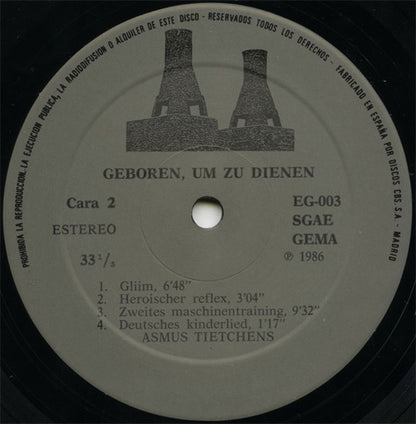 PROHIBIDA LA REPRODUCCION, LA EJECUCION PUBLICA, LA RADIODIFUSION O ALQUILER DE ESTE DISCO - RESERVADOS TODOS LOS DERECHOS - FABRICADO EN ESPAÑA POR DISCOS CBS. S.A. - MADRID
GEBOREN, UM ZU DIENEN
Cara 2 EG-003
ESTEREO SGAE
GEMA
33 1/3 ℗ 1986
1. Gliim, 6'48"
2. Heroischer reflex, 3'04"
3. Zweites maschinentraining, 9'32"
4. Deutsches kinderlied, 1'17"
ASMUS TIETCHENS